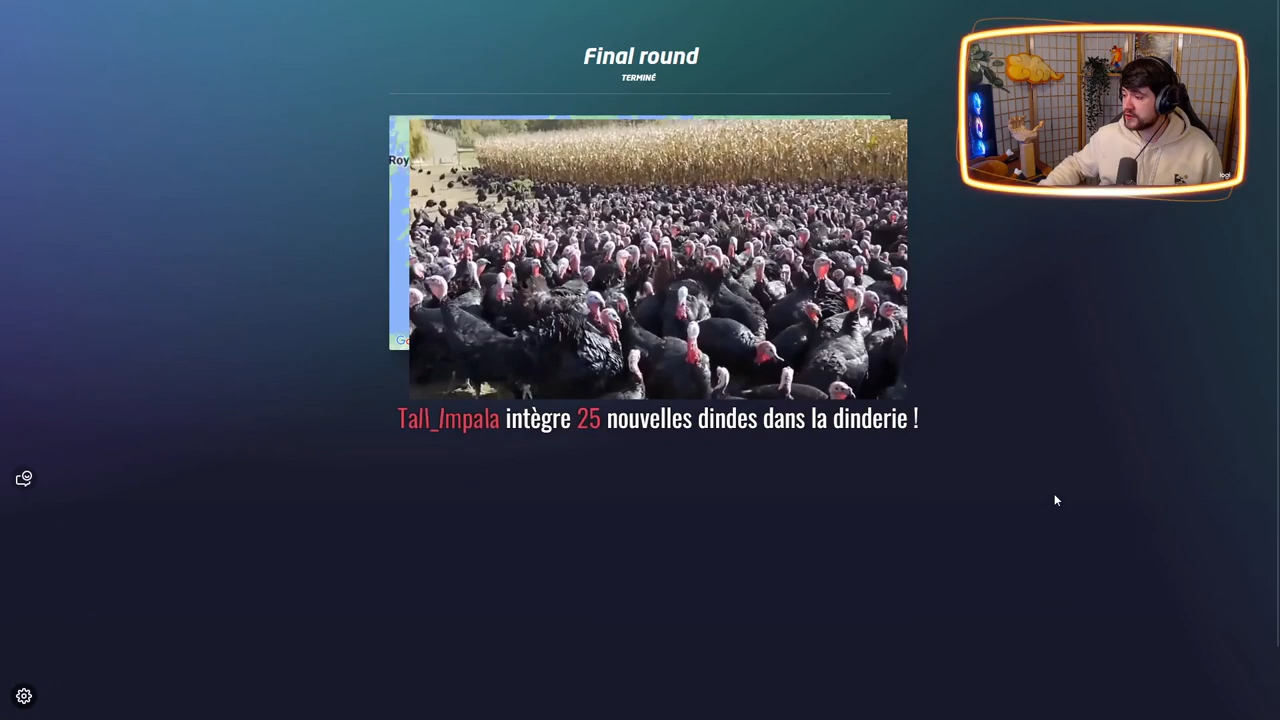 Final round
TERMINÉ
Roy
Tall_Impala intègre 25 nouvelles dindes dans la dinderie !